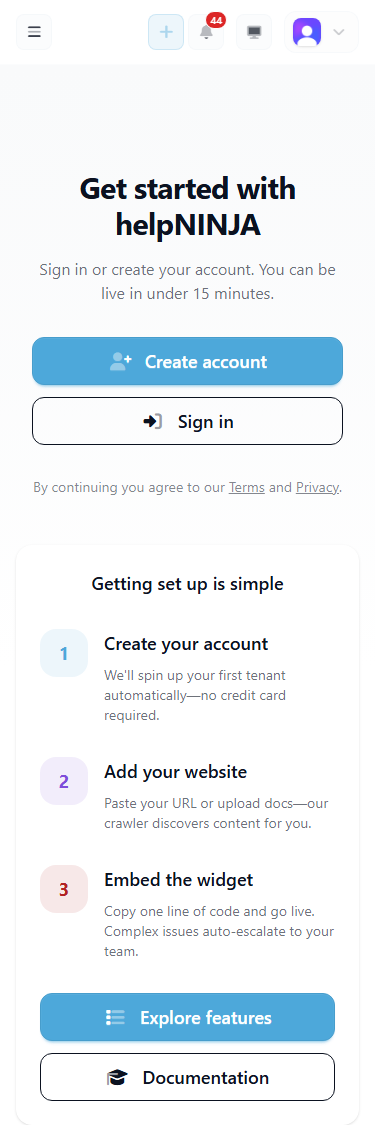 44
Get started with
helpNINJA
Sign in or create your account. You can be
live in under 15 minutes.
Create account
Sign in
By continuing you agree to our Terms and Privacy.
Getting set up is simple
1
Create your account
We'll spin up your first tenant
automatically—no credit card
required.
2
Add your website
Paste your URL or upload docs—our
crawler discovers content for you.
3
Embed the widget
Copy one line of code and go live.
Complex issues auto-escalate to your
team.
Explore features
Documentation